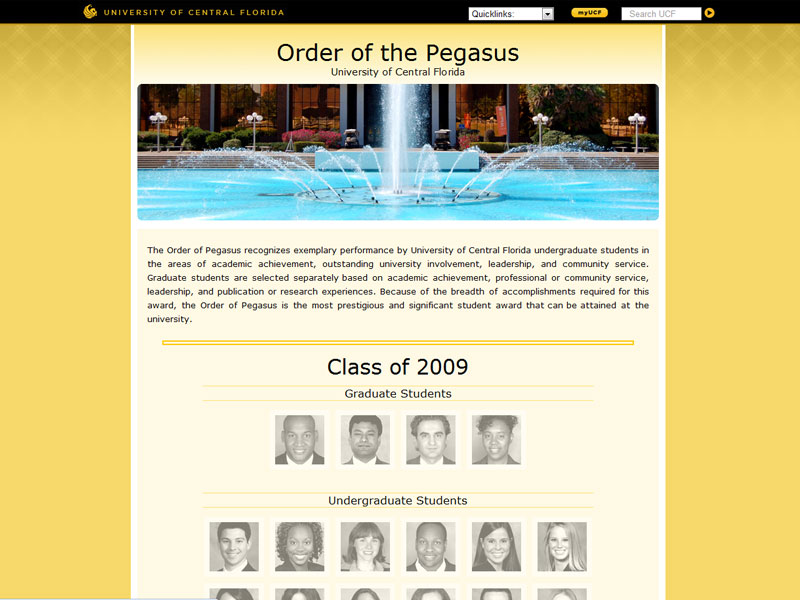 UNIVERSITY OF CENTRAL FLORIDA
Quicklinks:
myUCF
Search UCF
Order of the Pegasus
University of Central Florida
The Order of Pegasus recognizes exemplary performance by University of Central Florida undergraduate students in
the areas of academic achievement, outstanding university involvement, leadership, and community service.
Graduate students are selected separately based on academic achievement, professional or community service,
leadership, and publication or research experiences. Because of the breadth of accomplishments required for this
award, the Order of Pegasus is the most prestigious and significant student award that can be attained at the
university.
Class of 2009
Graduate Students
Undergraduate Students